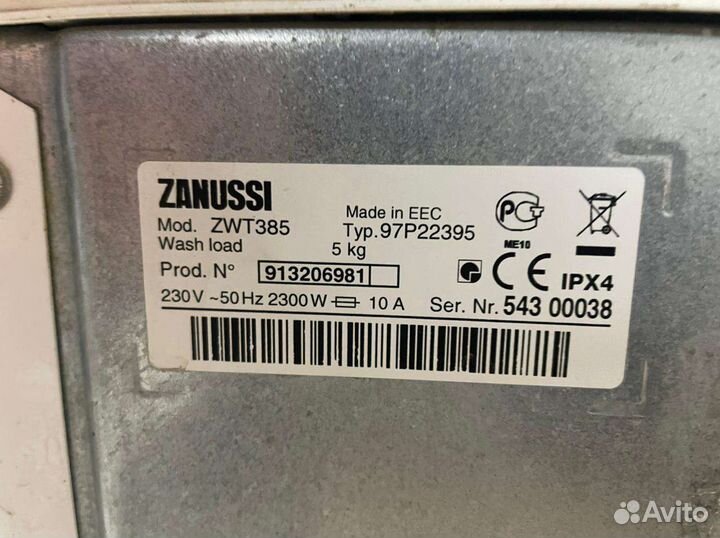 ZANUSSI
Mod. ZWT385
Made in EEC
Typ.97P22395
Wash load 5 kg
ME10
Prod. N° 913206981
CE IPX4
230V ~50Hz 2300W 10 A Ser. Nr. 543 00038
Avito